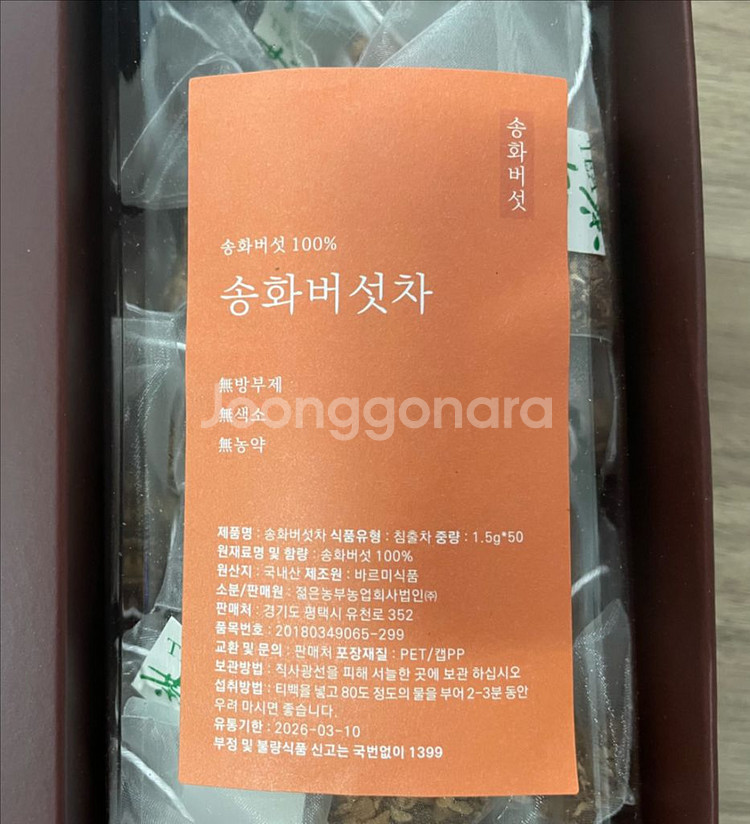 송화버섯
송화버섯 100%
송화버섯차
無방부제
Jeonggonara
無색소
無농약
제품명 : 송화버섯차 식품유형 : 침출차 중량 : 1.5g*50
원재료명 및 함량 : 송화버섯 100%
원산지 : 국내산 제조원 : 바르미식품
소분/판매원 : 젊은농부농업회사법인㈜
판매처 : 경기도 평택시 유천로 352
품목번호 : 20180349065-299
교환 및 문의 : 판매처 포장재질 : PET/캡PP
보관방법 : 직사광선을 피해 서늘한 곳에 보관 하십시오
섭취방법 : 티백을 넣고 80도 정도의 물을 부어 2-3분 동안
우려 마시면 좋습니다.
유통기한 : 2026-03-10
부정 및 불량식품 신고는 국번없이 1399